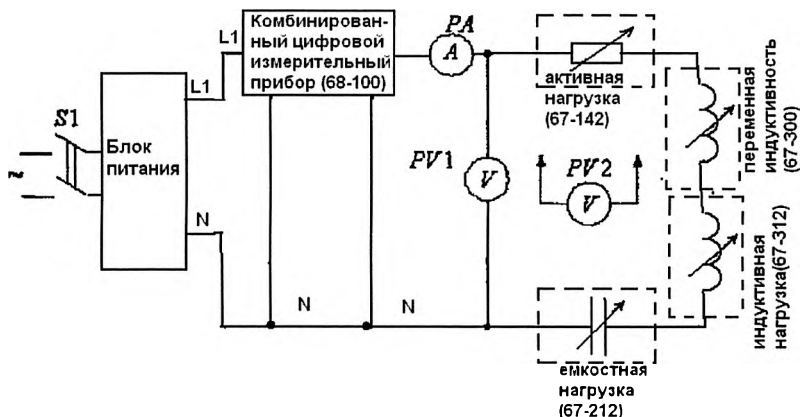 L1
Комбинирован-
ный цифровой
измерительный
прибор (68-100)
PA
A
L1
S1
Блок
питания
~
N
PV1
V
активная
нагрузка
(67-142)
PV2
V
переменная
индуктивность
(67-300)
индуктивная
нагрузка(67-312)
N
N
емкостная
нагрузка
(67-212)